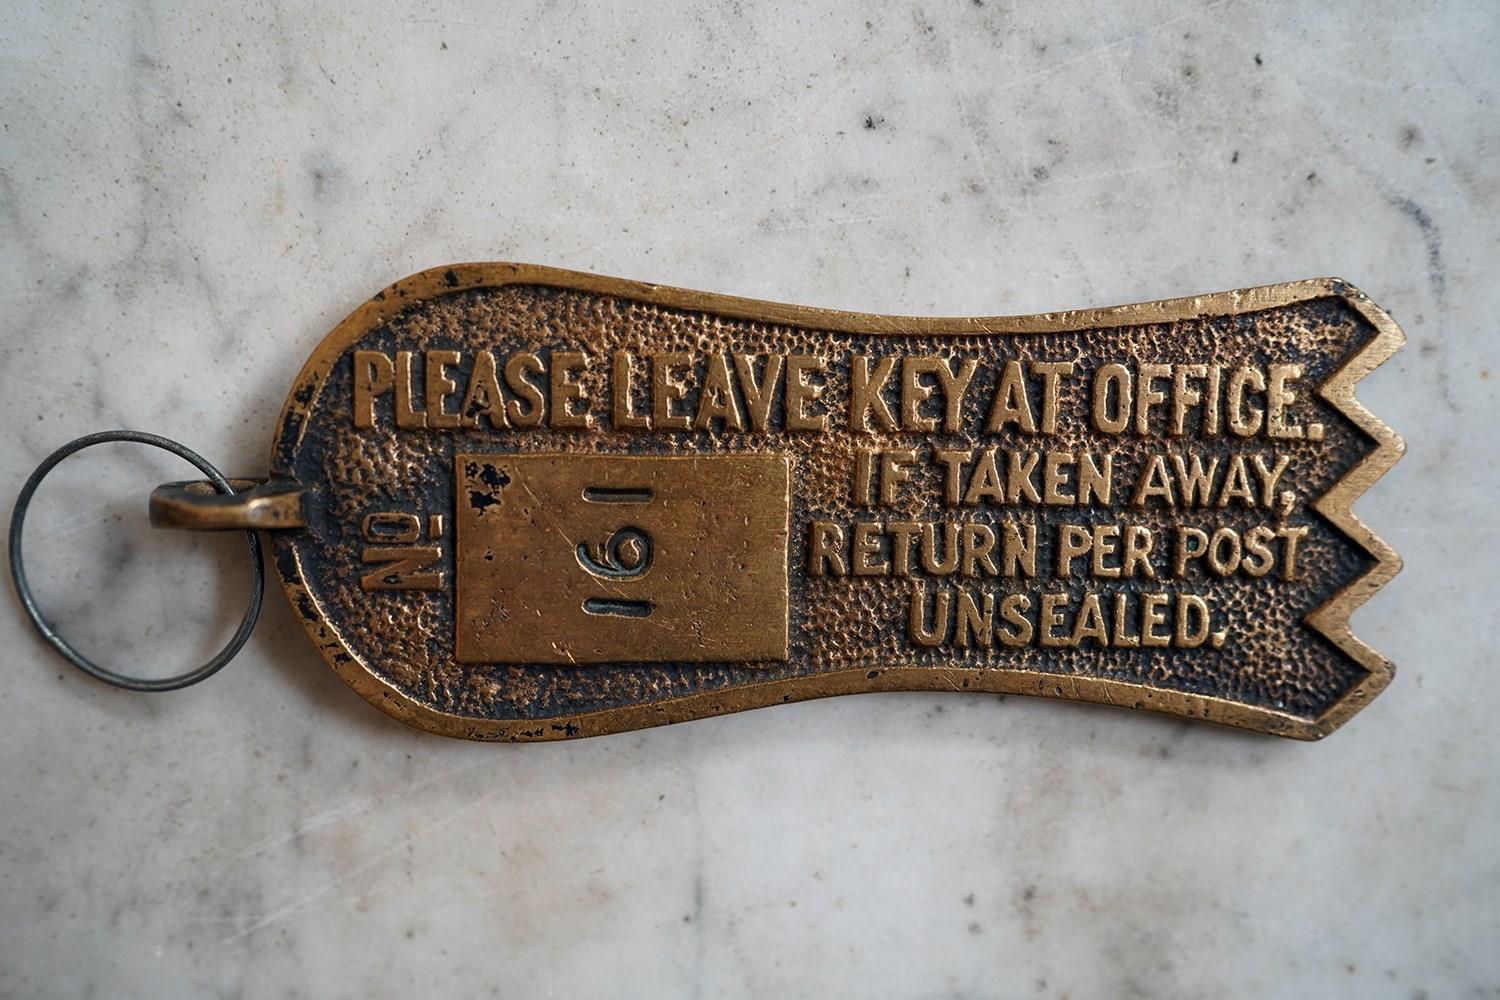 PLEASE LEAVE KEY AT OFFICE.
IF TAKEN AWAY,
RETURN PER POST
UNSEALED.
No 161